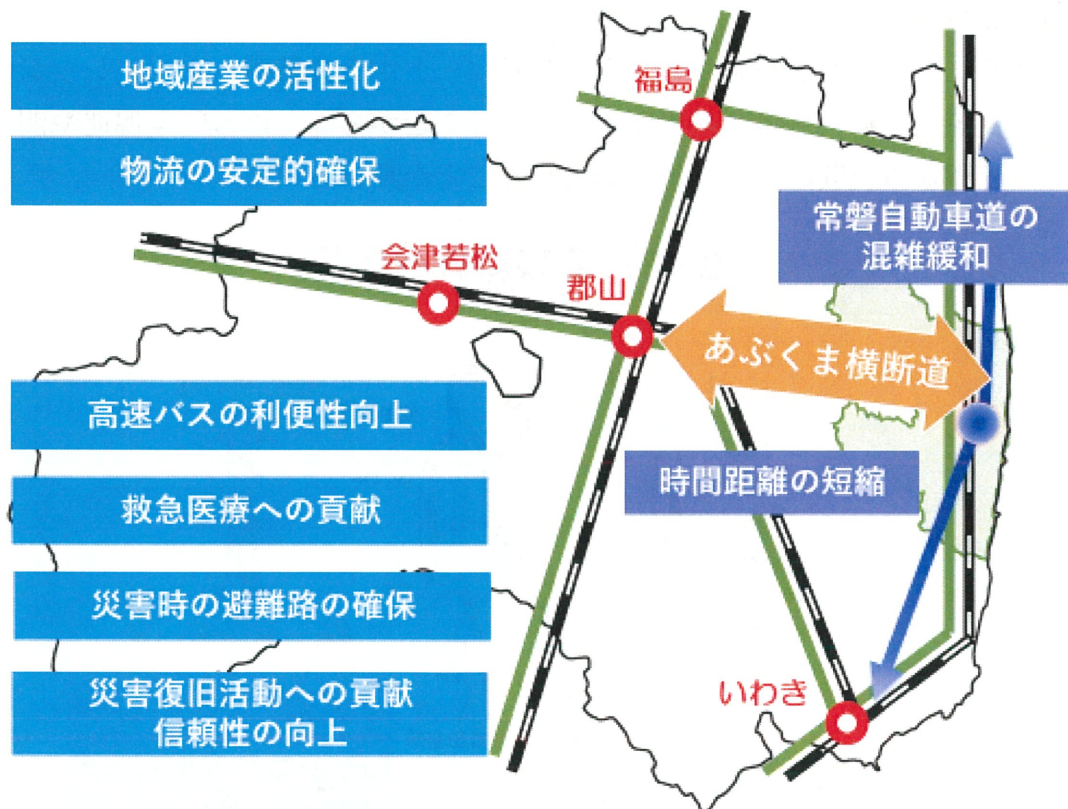 地域産業の活性化
物流の安定的確保
福島
常磐自動車道の
混雑緩和
会津若松
郡山
あぶくま横断道
高速バスの利便性向上
時間距離の短縮
救急医療への貢献
災害時の避難路の確保
災害復旧活動への貢献
信頼性の向上
いわき